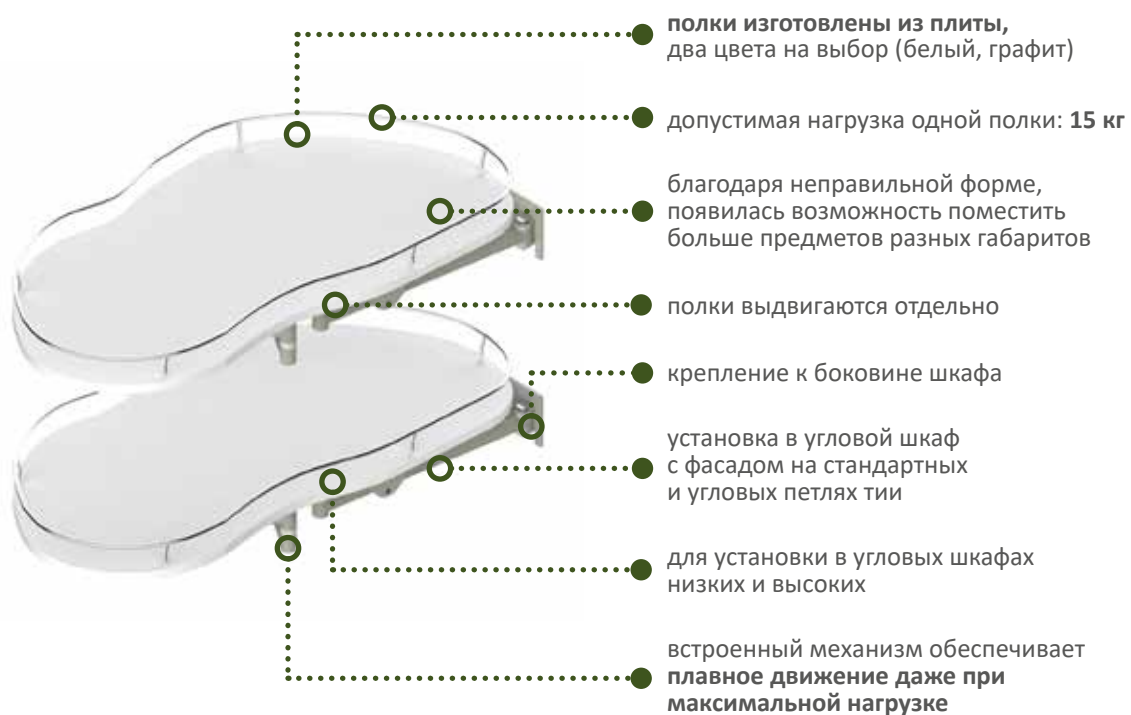 полки изготовлены из плиты,
два цвета на выбор (белый, графит)
допустимая нагрузка одной полки: 15 кг
благодаря неправильной форме,
появилась возможность поместить
больше предметов разных габаритов
полки выдвигаются отдельно
крепление к боковине шкафа
установка в угловой шкаф
с фасадом на стандартных
и угловых петлях тии
для установки в угловых шкафах
низких и высоких
встроенный механизм обеспечивает
плавное движение даже при
максимальной нагрузке